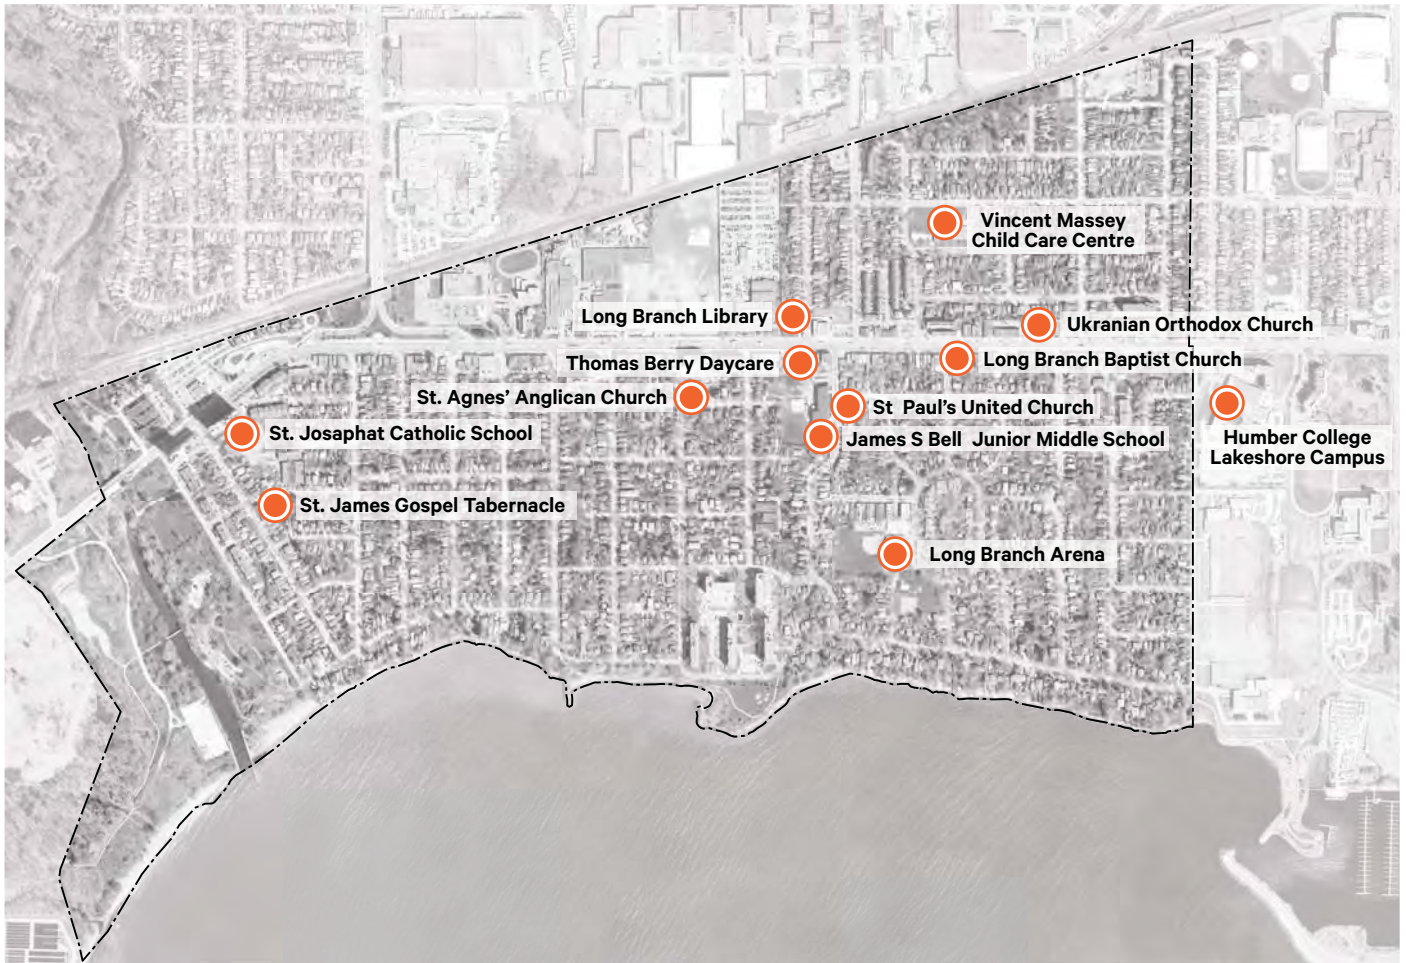 Vincent Massey
Child Care Centre
Long Branch Library
Ukranian Orthodox Church
Thomas Berry Daycare
Long Branch Baptist Church
St. Agnes’ Anglican Church
St Paul’s United Church
St. Josaphat Catholic School
James S Bell Junior Middle School
Humber College
Lakeshore Campus
St. James Gospel Tabernacle
Long Branch Arena